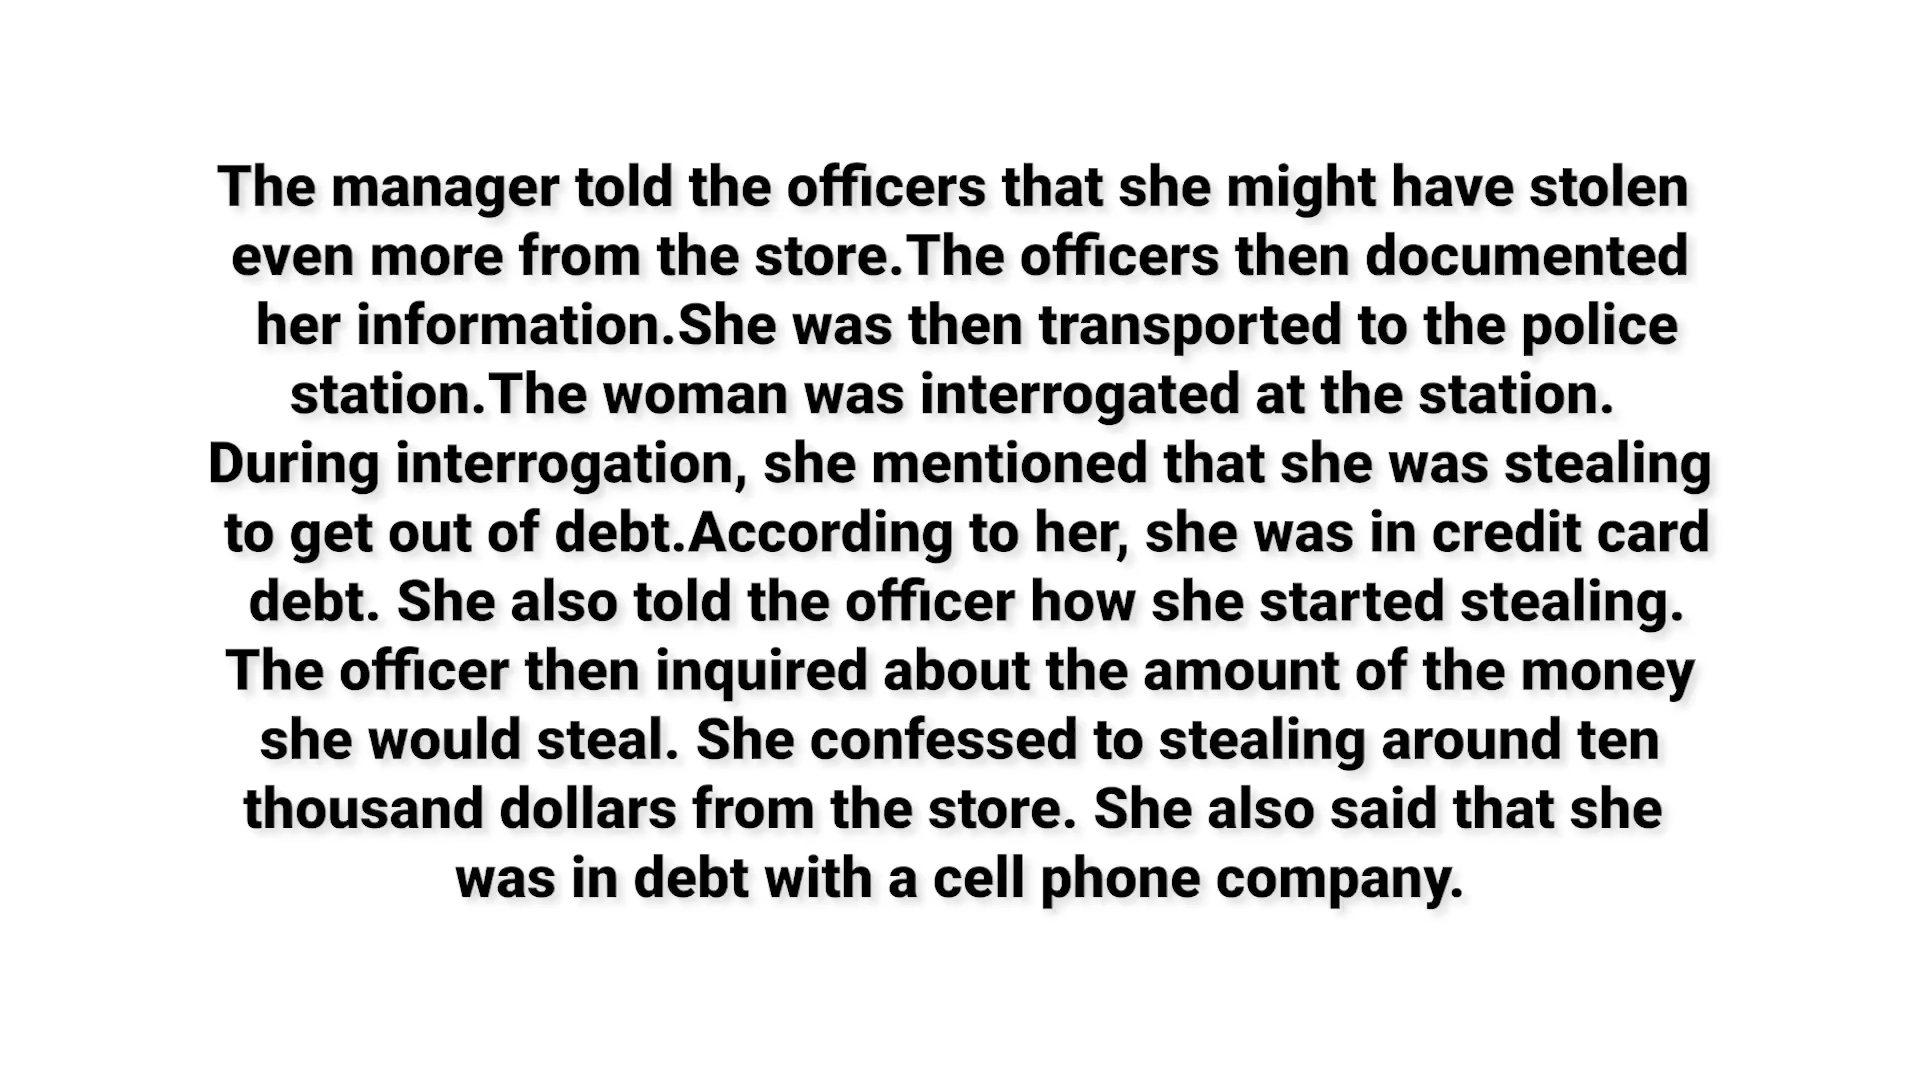 The manager told the officers that she might have stolen
even more from the store.The officers then documented
her information.She was then transported to the police
station.The woman was interrogated at the station.
During interrogation, she mentioned that she was stealing
to get out of debt.According to her, she was in credit card
debt. She also told the officer how she started stealing.
The officer then inquired about the amount of the money
she would steal. She confessed to stealing around ten
thousand dollars from the store. She also said that she
was in debt with a cell phone company.